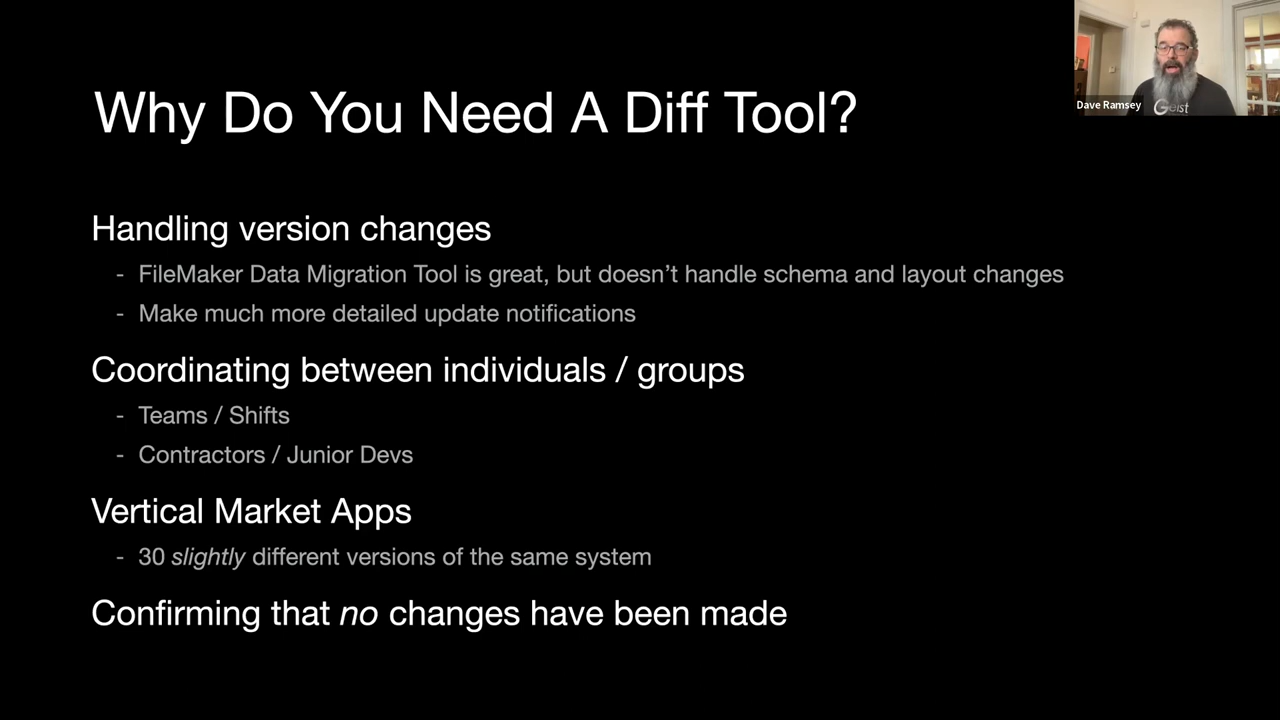 Why Do You Need A Diff Tool?
Dave Ramsey
Geist
Handling version changes
- FileMaker Data Migration Tool is great, but doesn’t handle schema and layout changes
- Make much more detailed update notifications
Coordinating between individuals / groups
- Teams / Shifts
- Contractors / Junior Devs
Vertical Market Apps
- 30 slightly different versions of the same system
Confirming that no changes have been made